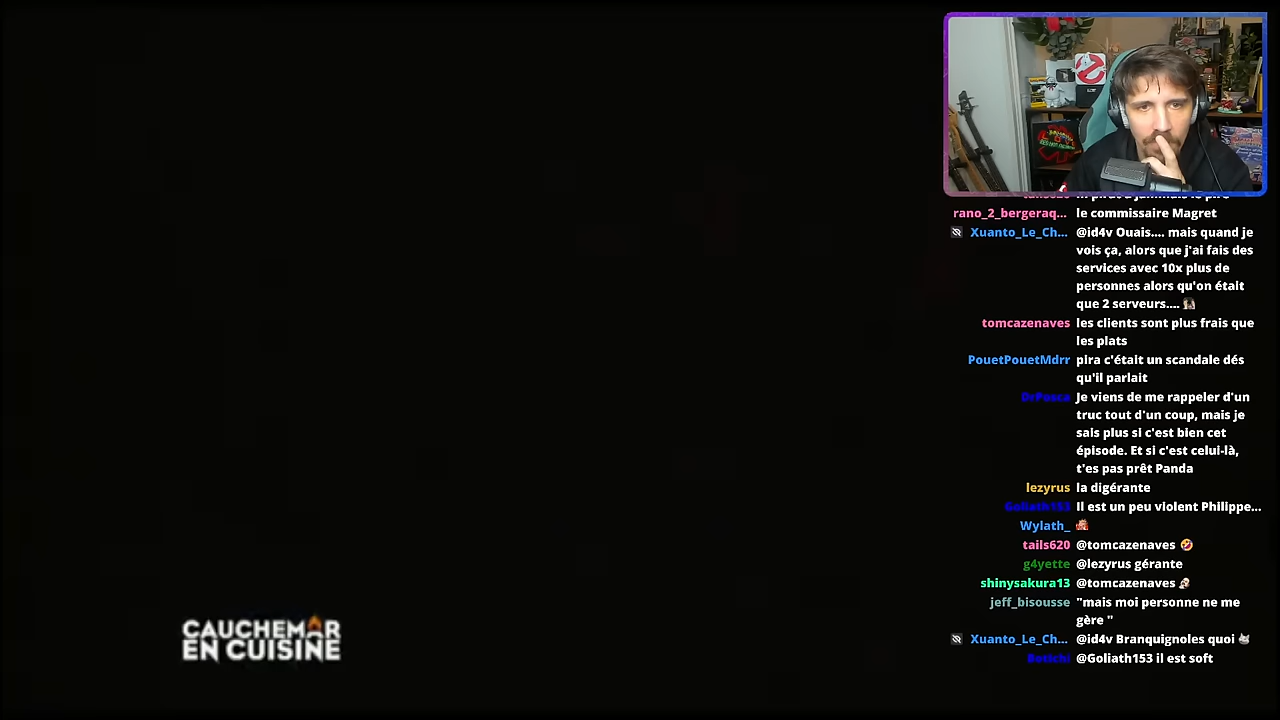 rano_2_bergeraq... le commissaire Magret
Xuanto_Le_Ch... @id4v Ouais.... mais quand je
vois ça, alors que j'ai fais des
services avec 10x plus de
personnes alors qu'on était
que 2 serveurs....
tomcazenaves les clients sont plus frais que
les plats
PouetPouetMdrr pira c'était un scandale dés
qu'il parlait
DrPosca Je viens de me rappeler d'un
truc tout d'un coup, mais je
sais plus si c'est bien cet
épisode. Et si c'est celui-là,
t'es pas prêt Panda
lezyrus la digérante
Goliath153 Il est un peu violent Philippe...
Wylath_
tails620 @tomcazenaves
g4yette @lezyrus gérante
shinysakura13 @tomcazenaves
jeff_bisousse "mais moi personne ne me
gère "
Xuanto_Le_Ch... @id4v Branquignoles quoi
@Goliath153 il est soft
CAUCHEMAR
EN CUISINE